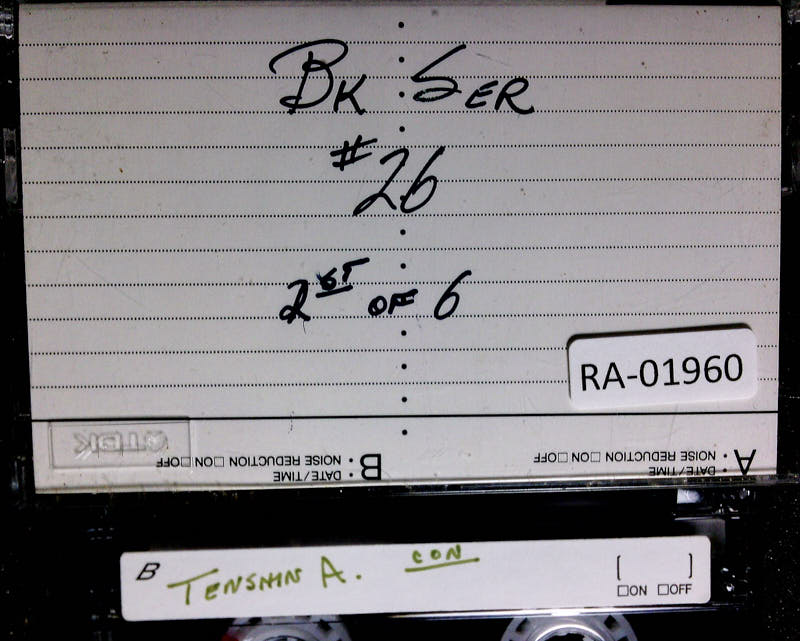 BK SER
#26
2ST OF 6
RA-01960
TDK
B • DATE/TIME
• NOISE REDUCTION □ON □OFF
A • DATE/TIME
• NOISE REDUCTION □ON □OFF
B TENSHIN A. CON [ ]
□ON □OFF